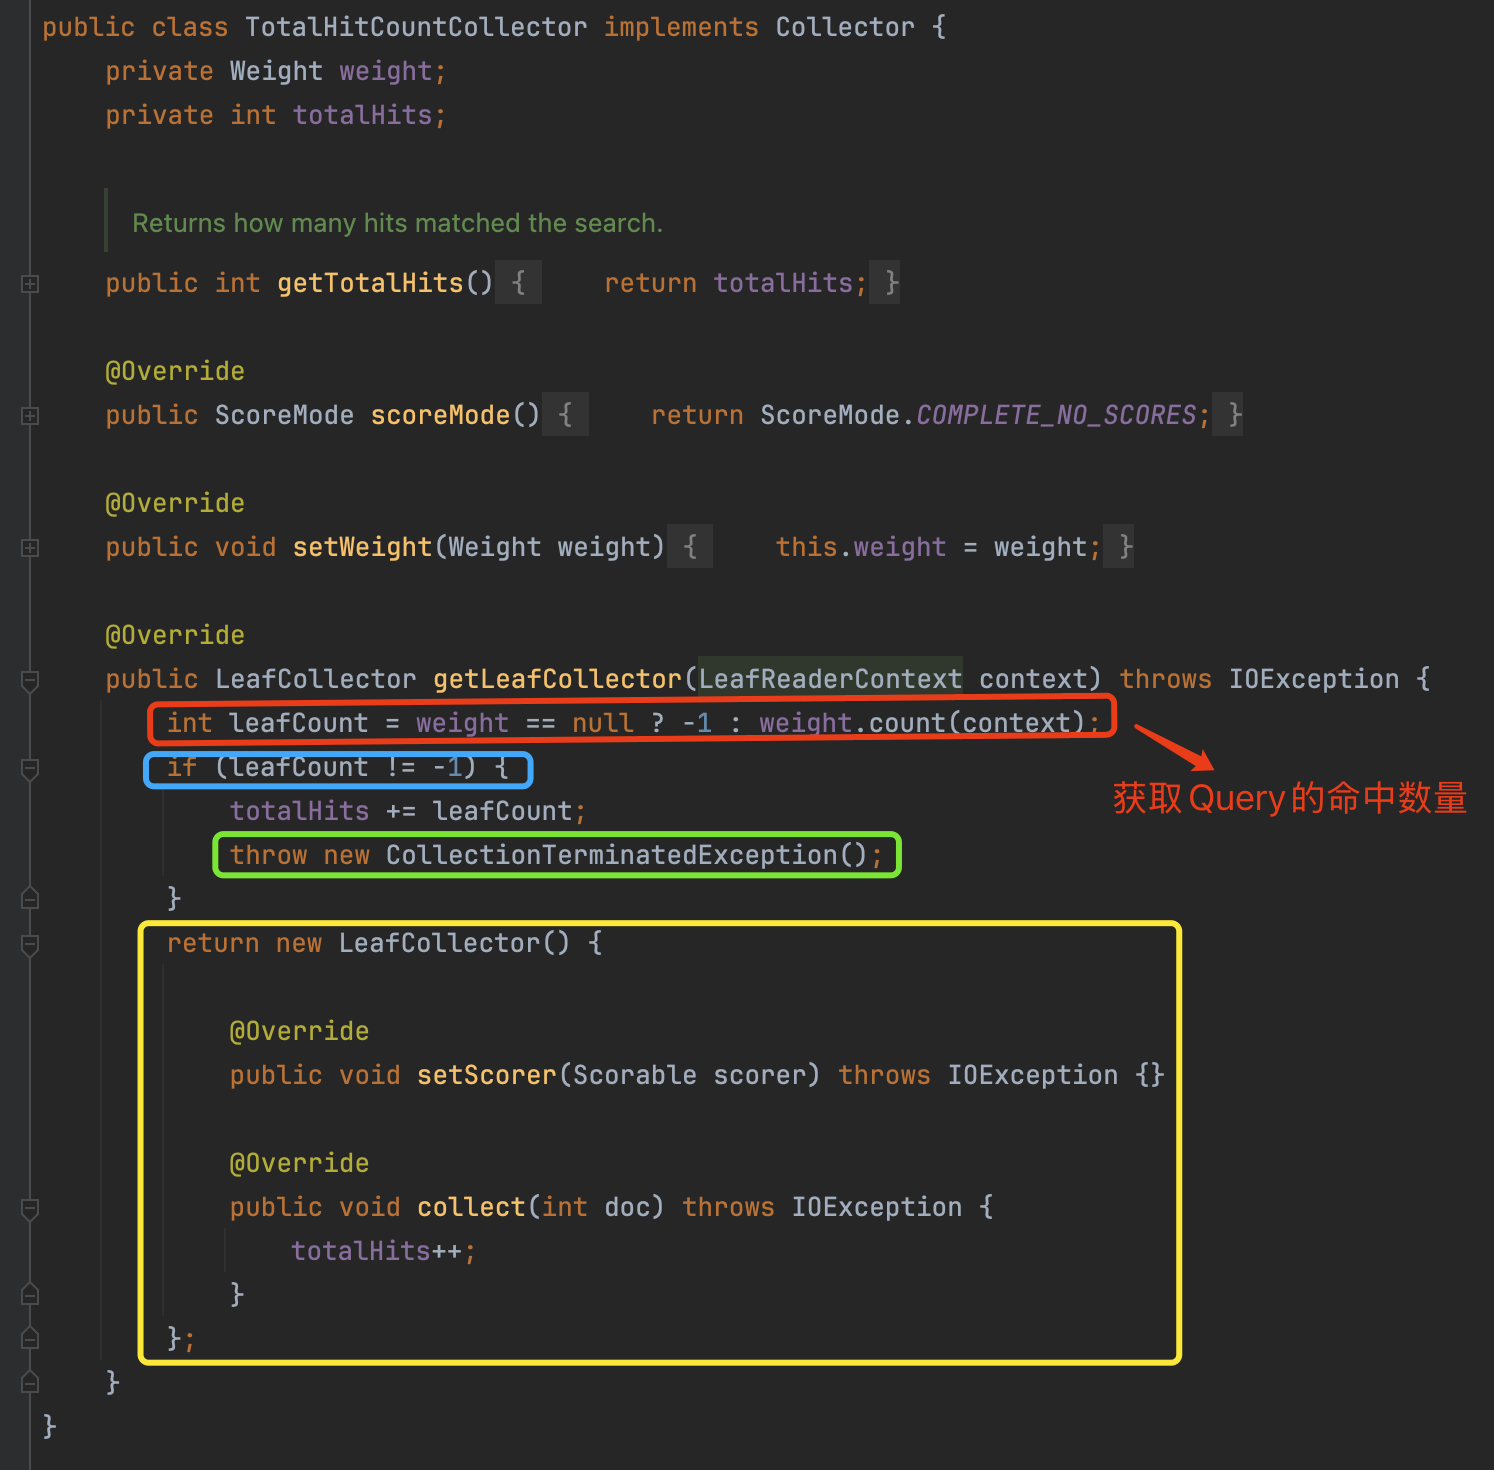 public class TotalHitCountCollector implements Collector {
private Weight weight;
private int totalHits;
Returns how many hits matched the search.
public int getTotalHits() { return totalHits; }
@Override
public ScoreMode scoreMode() { return ScoreMode.COMPLETE_NO_SCORES; }
@Override
public void setWeight(Weight weight) { this.weight = weight; }
@Override
public LeafCollector getLeafCollector(LeafReaderContext context) throws IOException {
int leafCount = weight == null ? -1 : weight.count(context);
if (leafCount != -1) {
获取Query的命中数量
totalHits += leafCount;
throw new CollectionTerminatedException();
}
return new LeafCollector() {
@Override
public void setScorer(Scorable scorer) throws IOException {}
@Override
public void collect(int doc) throws IOException {
totalHits++;
}
};
}
}